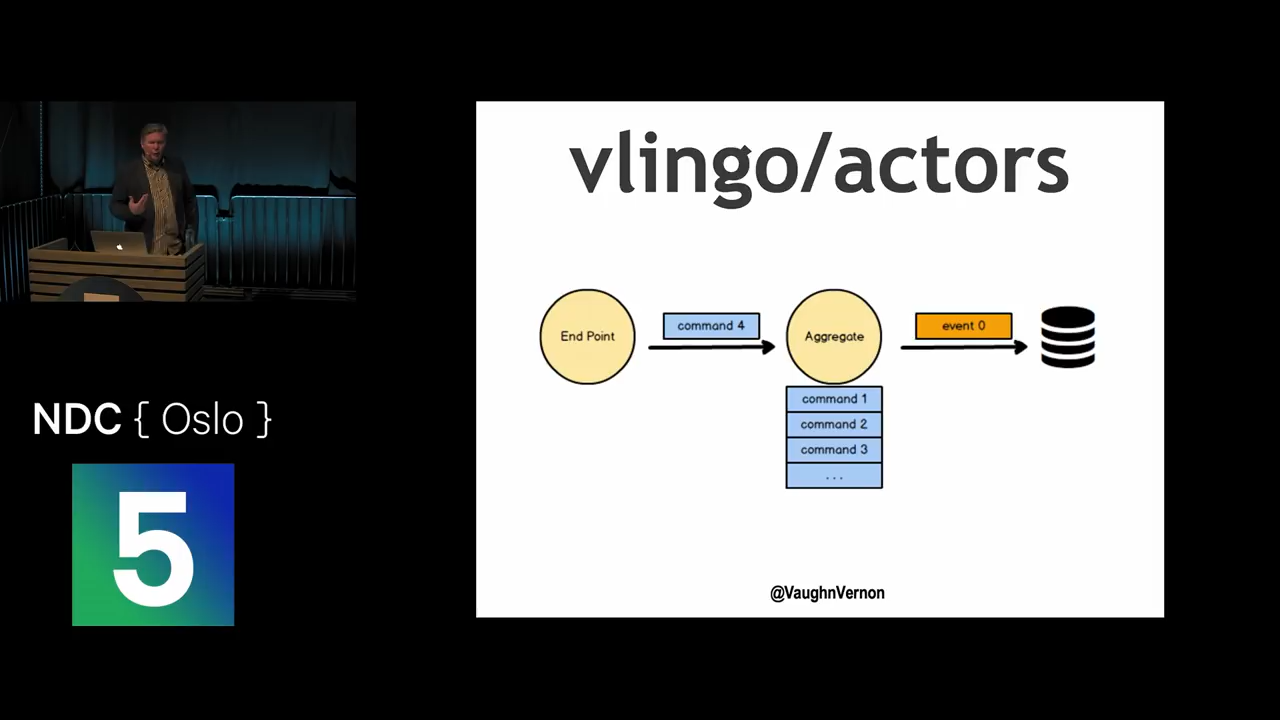 vlingo/actors
End Point
command 4
Aggregate
event 0
command 1
command 2
command 3
...
@VaughnVernon
NDC { Oslo }
5